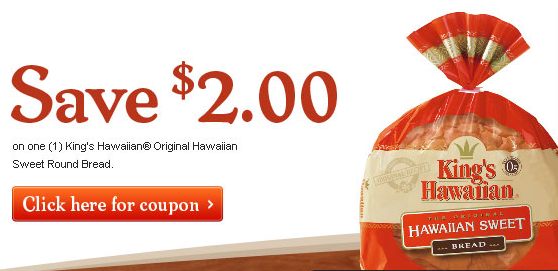 Save $2.00
on one (1) King's Hawaiian® Original Hawaiian
Sweet Round Bread.
Click here for coupon
King's
Hawaiian
THE ORIGINAL
HAWAIIAN SWEET
BREAD